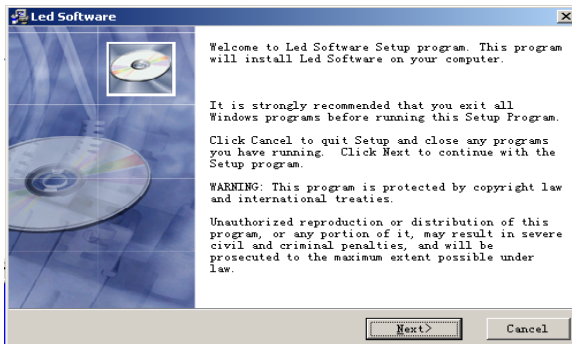 Led Software
Welcome to Led Software Setup program. This program
will install Led Software on your computer.
It is strongly recommended that you exit all
Windows programs before running this Setup Program.
Click Cancel to quit Setup and close any programs
you have running. Click Next to continue with the
Setup program.
WARNING: This program is protected by copyright law
and international treaties.
Unauthorized reproduction or distribution of this
program, or any portion of it, may result in severe
civil and criminal penalties, and will be
prosecuted to the maximum extent possible under
law.
Next>
Cancel